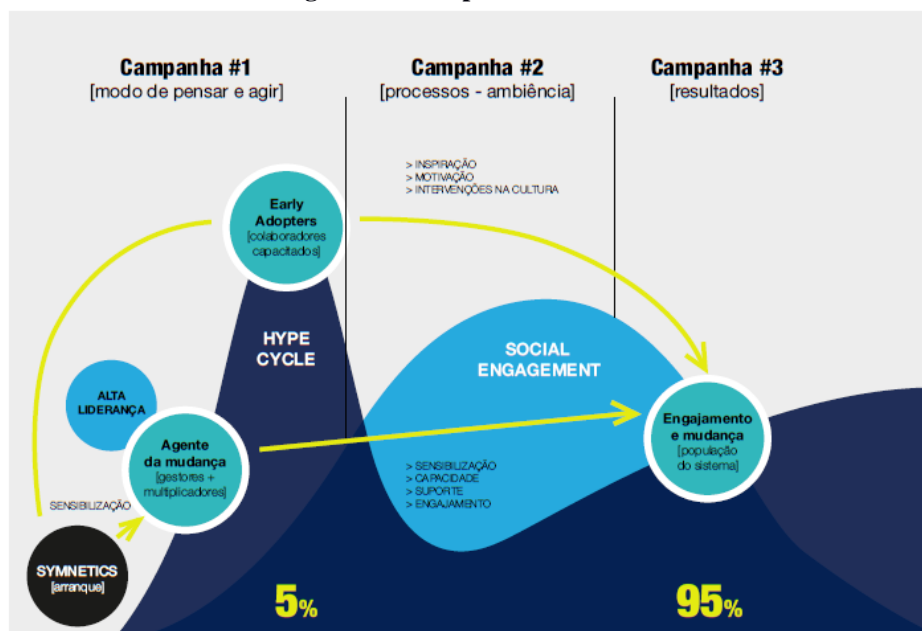 Campanha #1
[modo de pensar e agir]
Campanha #2
[processos - ambiência]
Campanha #3
[resultados]
> INSPIRAÇÃO
> MOTIVAÇÃO
> INTERVENÇÕES NA CULTURA
Early
Adopters
[colaboradores
capacitados]
HYPE
CYCLE
SOCIAL
ENGAGEMENT
ALTA
LIDERANÇA
Agente
da mudança
[gestores +
multiplicadores]
Engajamento
e mudança
[população
do sistema]
> SENSIBILIZAÇÃO
> CAPACIDADE
> SUPORTE
> ENGAJAMENTO
SENSIBILIZAÇÃO
SYMNETICS
[arranque]
5%
95%